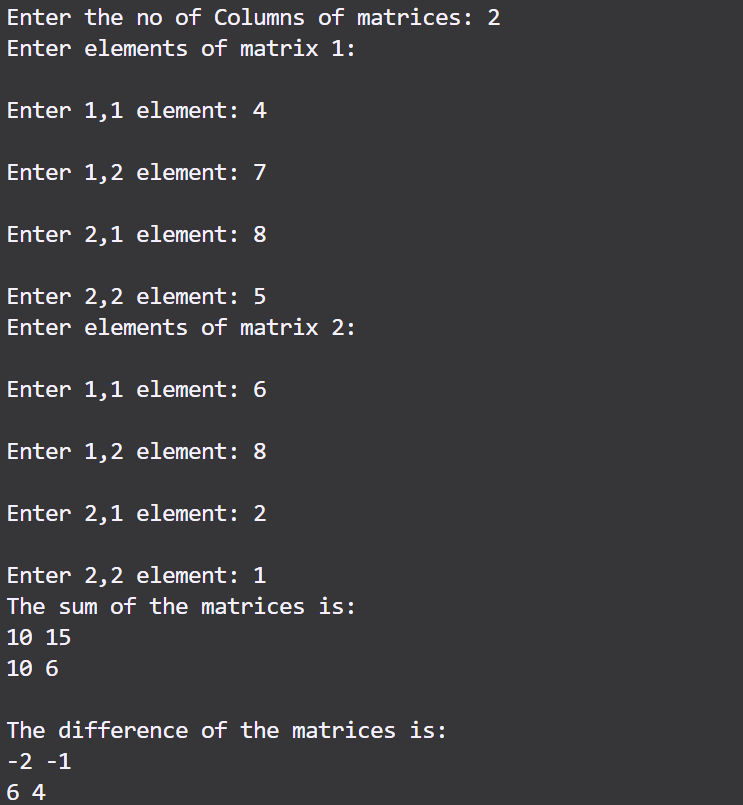 Enter the no of Columns of matrices: 2
Enter elements of matrix 1:
Enter 1,1 element: 4
Enter 1,2 element: 7
Enter 2,1 element: 8
Enter 2,2 element: 5
Enter elements of matrix 2:
Enter 1,1 element: 6
Enter 1,2 element: 8
Enter 2,1 element: 2
Enter 2,2 element: 1
The sum of the matrices is:
10 15
10 6
The difference of the matrices is:
-2 -1
6 4